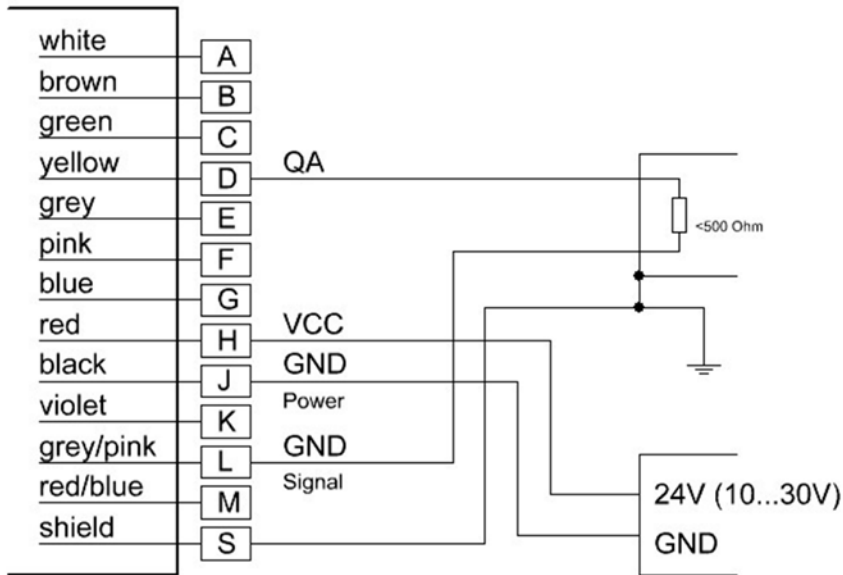 white A
brown B
green C
yellow D QA
grey E
<500 Ohm
pink F
blue G
red H VCC
black J GND
Power
violet K
grey/pink L GND
Signal
red/blue M
24V (10...30V)
shield S
GND